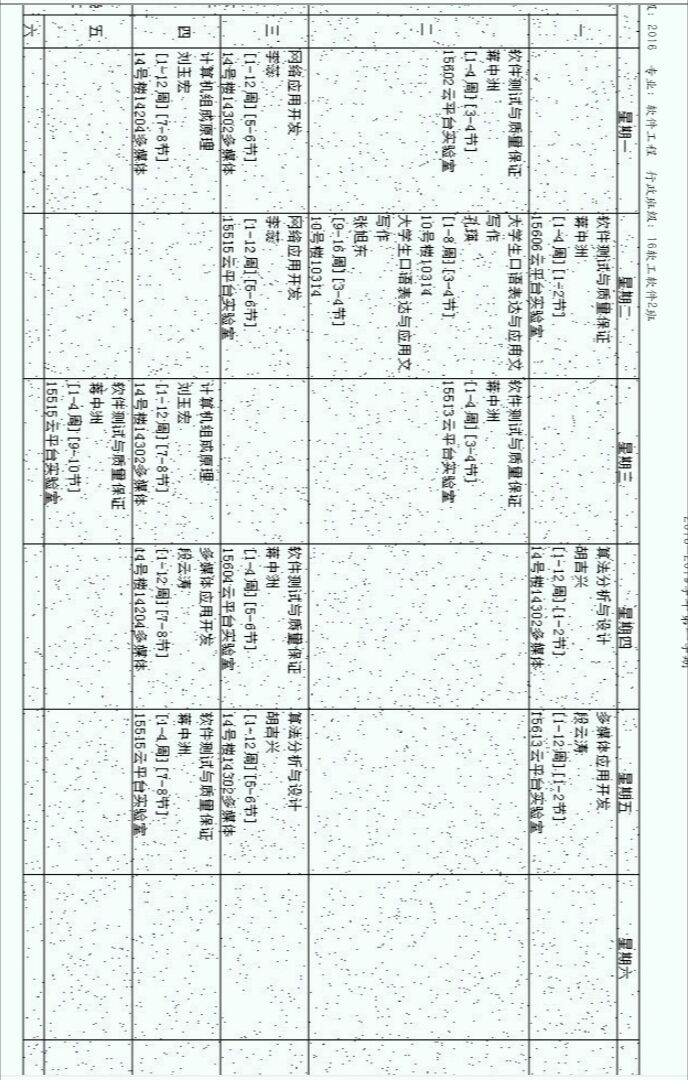 2018-2019学年第一学期
级: 2016 专业: 软件工程 行政班级: 16软工软件2班
星期一 星期二 星期三 星期四 星期五 星期六
一
软件测试与质量保证
蒋中洲
[1-4周][1-2节]
15606云平台实验室
算法分析与设计
胡吉兴
[1-12周][1-2节]
14号楼14302多媒体
多媒体应用开发
段云涛
[1-12周][1-2节]
15613云平台实验室
二
软件测试与质量保证
蒋中洲
[1-4周][3-4节]
15602云平台实验室
大学生口语表达与应用文
写作
孔瑛
[1-8周][3-4节]
10号楼10314
大学生口语表达与应用文
写作
张旭东
[9-16周][3-4节]
10号楼10314
软件测试与质量保证
蒋中洲
[1-4周][3-4节]
15513云平台实验室
三
网络应用开发
李蕊
[1-12周][5-6节]
14号楼14302多媒体
网络应用开发
李蕊
[1-12周][5-6节]
15515云平台实验室
软件测试与质量保证
蒋中洲
[1-4周][5-6节]
15604云平台实验室
算法分析与设计
胡吉兴
[1-12周][5-6节]
14号楼14302多媒体
四
计算机组成原理
刘玉宏
[1-12周][7-8节]
14号楼14204多媒体
计算机组成原理
刘玉宏
[1-12周][7-8节]
14号楼14302多媒体
多媒体应用开发
段云涛
[1-12周][7-8节]
14号楼14204多媒体
软件测试与质量保证
蒋中洲
[1-4周][7-8节]
15515云平台实验室
五
软件测试与质量保证
蒋中洲
[1-4周][9-10节]
15515云平台实验室
六